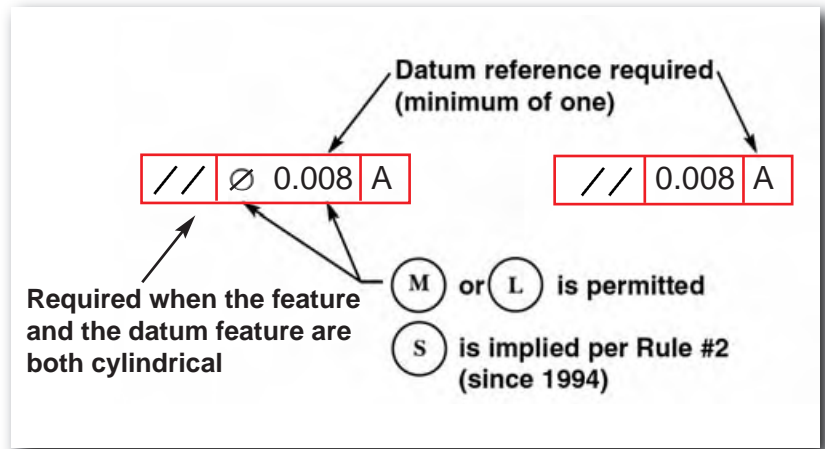 Datum reference required
(minimum of one)
// ⌀ 0.008 A
// 0.008 A
Required when the feature
and the datum feature are
both cylindrical
M or L is permitted
S is implied per Rule #2
(since 1994)